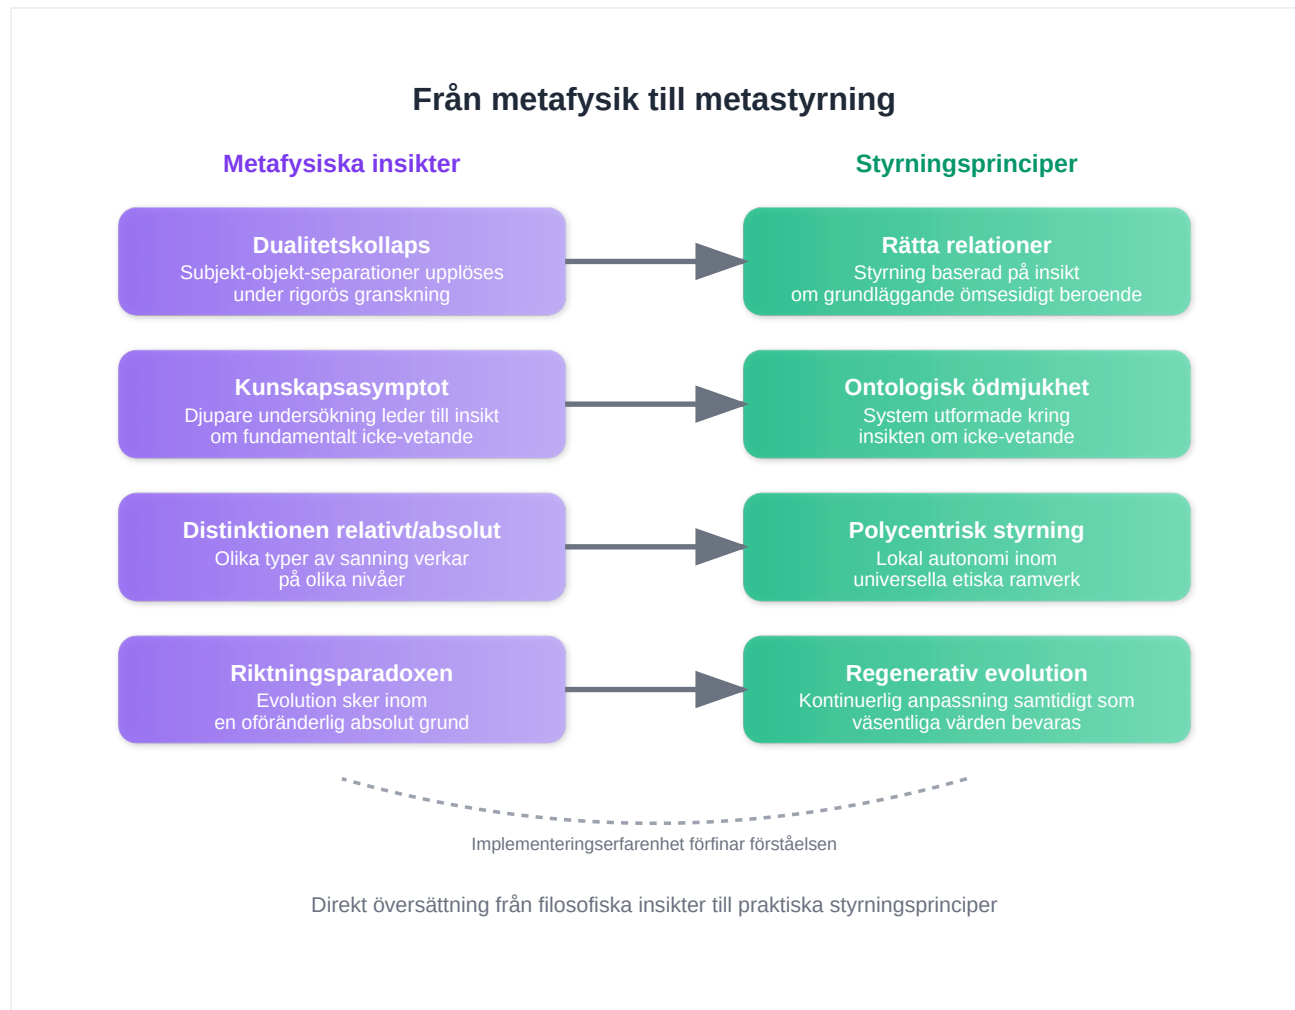 Från metafysik till metastyrning
Metafysiska insikter
Styrningsprinciper
Dualitetskollaps
Subjekt-objekt-separationer upplöses
under rigorös granskning
Rätta relationer
Styrning baserad på insikt
om grundläggande ömsesidigt beroende
Kunskapsasymptot
Djupare undersökning leder till insikt
om fundamentalt icke-vetande
Ontologisk ödmjukhet
System utformade kring
insikten om icke-vetande
Distinktionen relativt/absolut
Olika typer av sanning verkar
på olika nivåer
Polycentrisk styrning
Lokal autonomi inom
universella etiska ramverk
Riktningsparadoxen
Evolution sker inom
en oföränderlig absolut grund
Regenerativ evolution
Kontinuerlig anpassning samtidigt som
väsentliga värden bevaras
Implementeringserfarenhet förfinar förståelsen
Direkt översättning från filosofiska insikter till praktiska styrningsprinciper